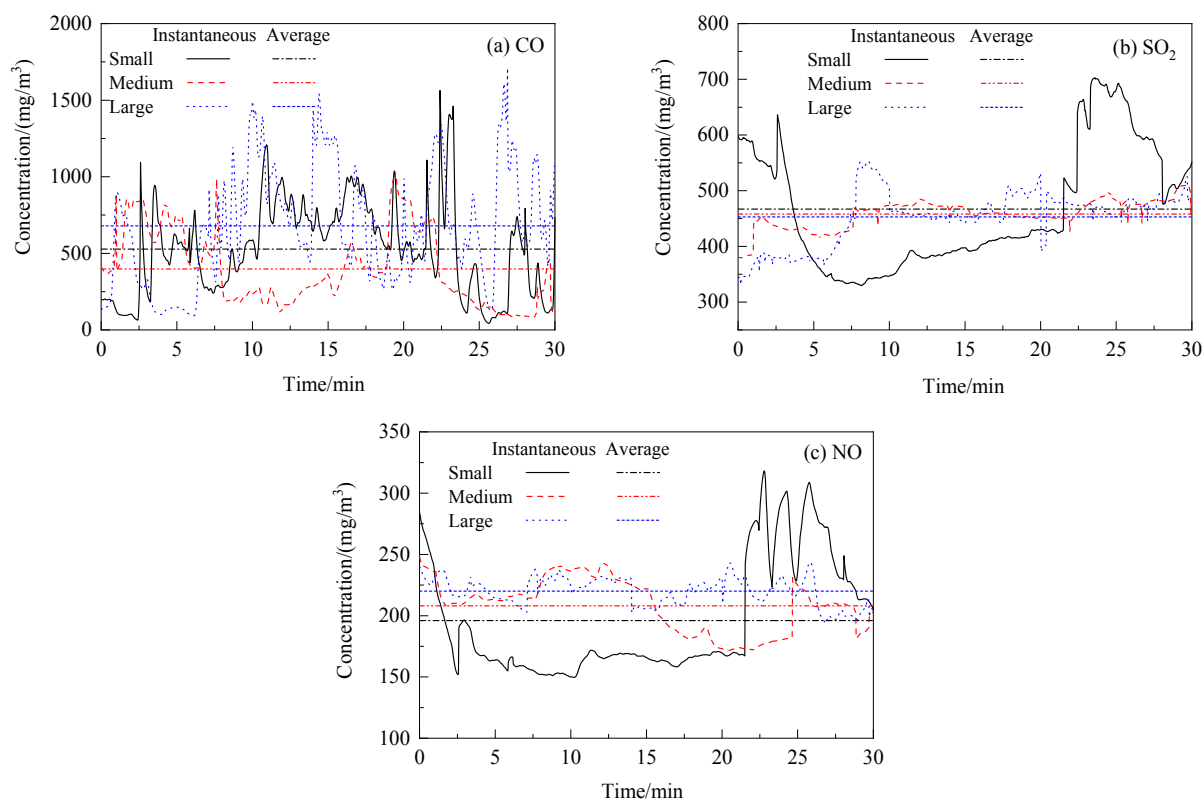 (a) CO
Instantaneous Average
Small
Medium
Large
Concentration/(mg/m³)
2000
1500
1000
500
0
0 5 10 15 20 25 30
Time/min
(b) SO₂
Instantaneous Average
Small
Medium
Large
Concentration/(mg/m³)
800
700
600
500
400
300
0 5 10 15 20 25 30
Time/min
(c) NO
Instantaneous Average
Small
Medium
Large
Concentration/(mg/m³)
350
300
250
200
150
100
0 5 10 15 20 25 30
Time/min